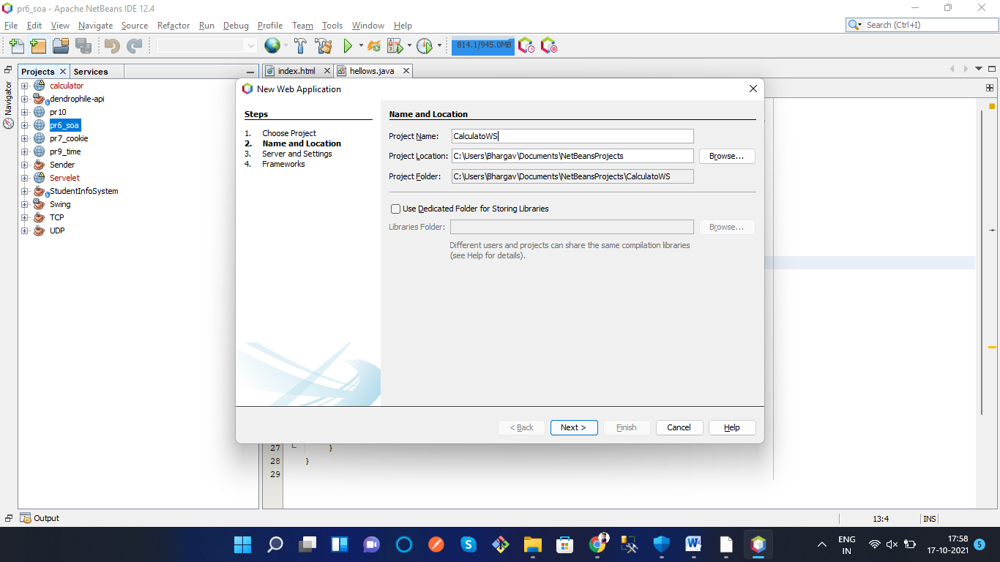 pr6_soa - Apache NetBeans IDE 12.4
File Edit View Navigate Source Refactor Run Debug Profile Team Tools Window Help
Search (Ctrl+I)
814.1/945.0MB
Projects Services
index.html hellows.java
Navigator
calculator
dendrophile-api
pr10
pr6_soa
pr7_cookie
pr9_time
Sender
Servelet
StudentInfoSystem
Swing
TCP
UDP
New Web Application
Steps
1. Choose Project
2. Name and Location
3. Server and Settings
4. Frameworks
Name and Location
Project Name: CalculatoWS
Project Location: C:\Users\Bhargav\Documents\NetBeansProjects Browse...
Project Folder: C:\Users\Bhargav\Documents\NetBeansProjects\CalculatoWS
Use Dedicated Folder for Storing Libraries
Libraries Folder: Browse...
Different users and projects can share the same compilation libraries
(see Help for details).
< Back Next > Finish Cancel Help
27 }
28 }
29
Output
13:4 INS
ENG
IN
17:58
17-10-2021
5